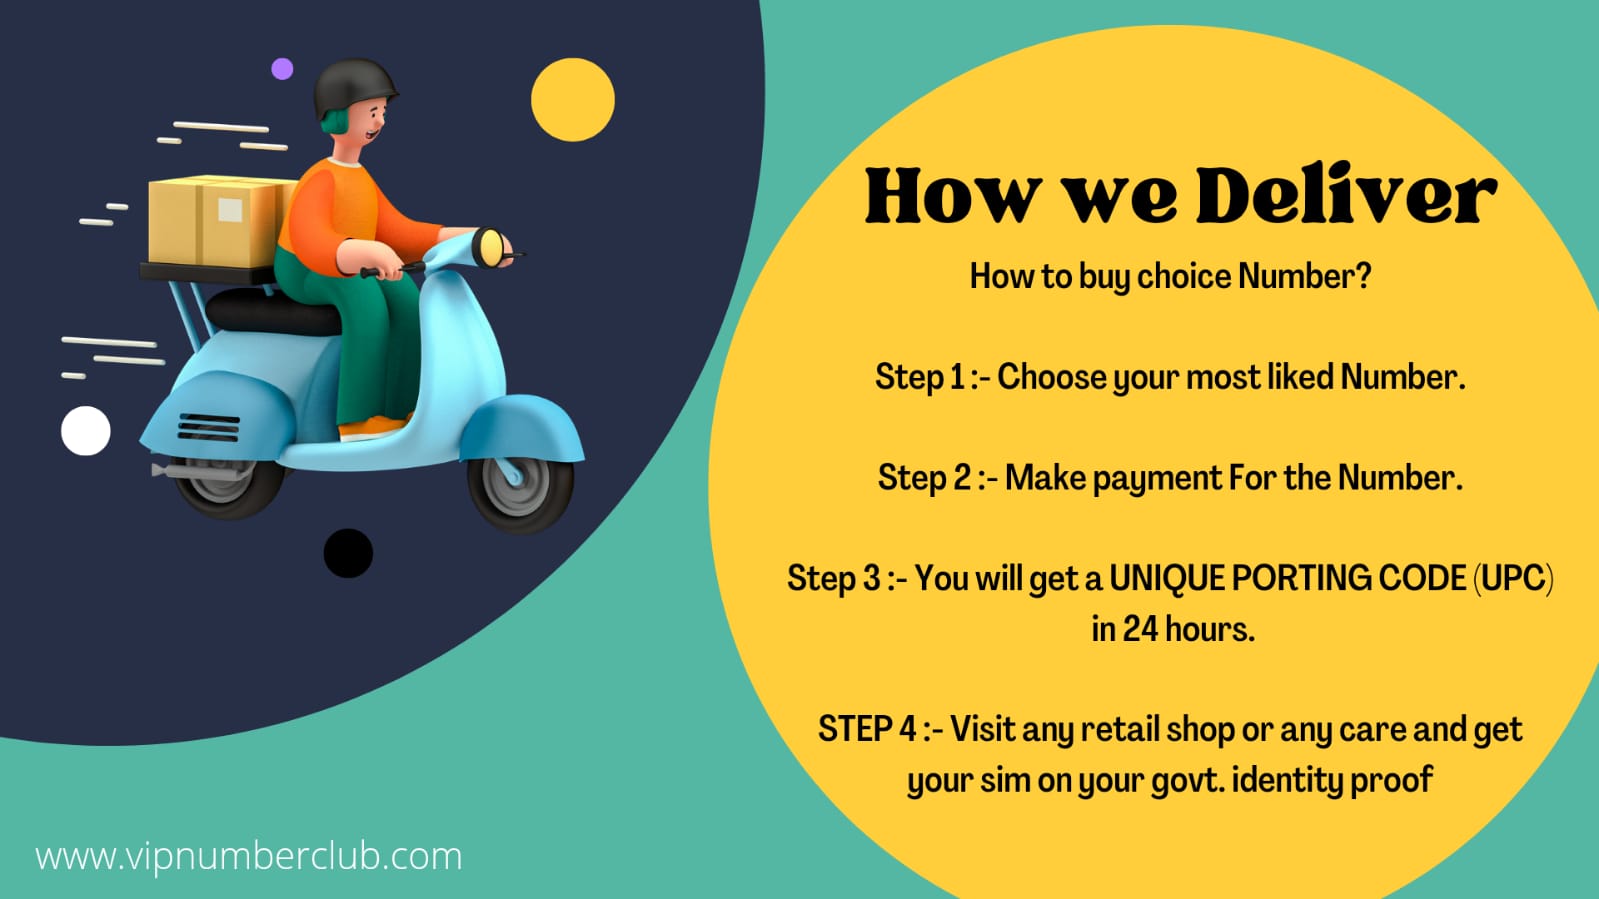 How we Deliver
How to buy choice Number?
Step 1 :- Choose your most liked Number.
Step 2 :- Make payment For the Number.
Step 3 :- You will get a UNIQUE PORTING CODE (UPC)
in 24 hours.
STEP 4 :- Visit any retail shop or any care and get
your sim on your govt. identity proof
www.vipnumberclub.com